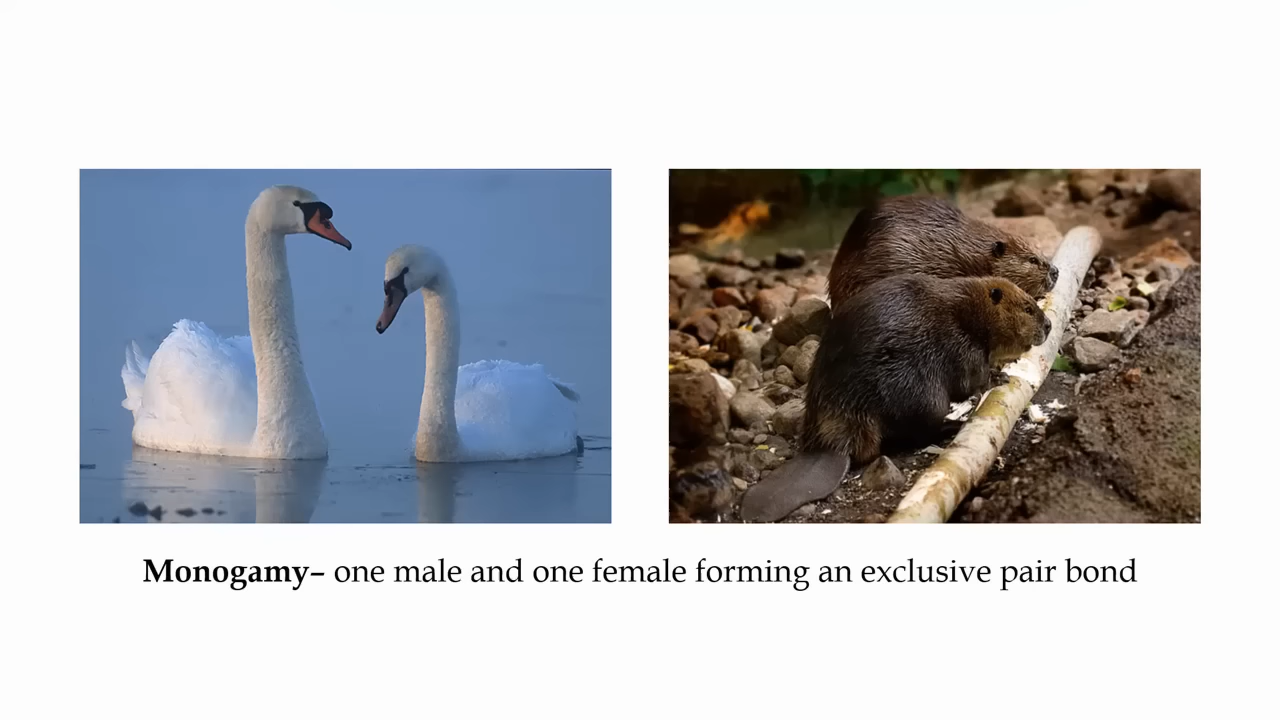 Monogamy– one male and one female forming an exclusive pair bond